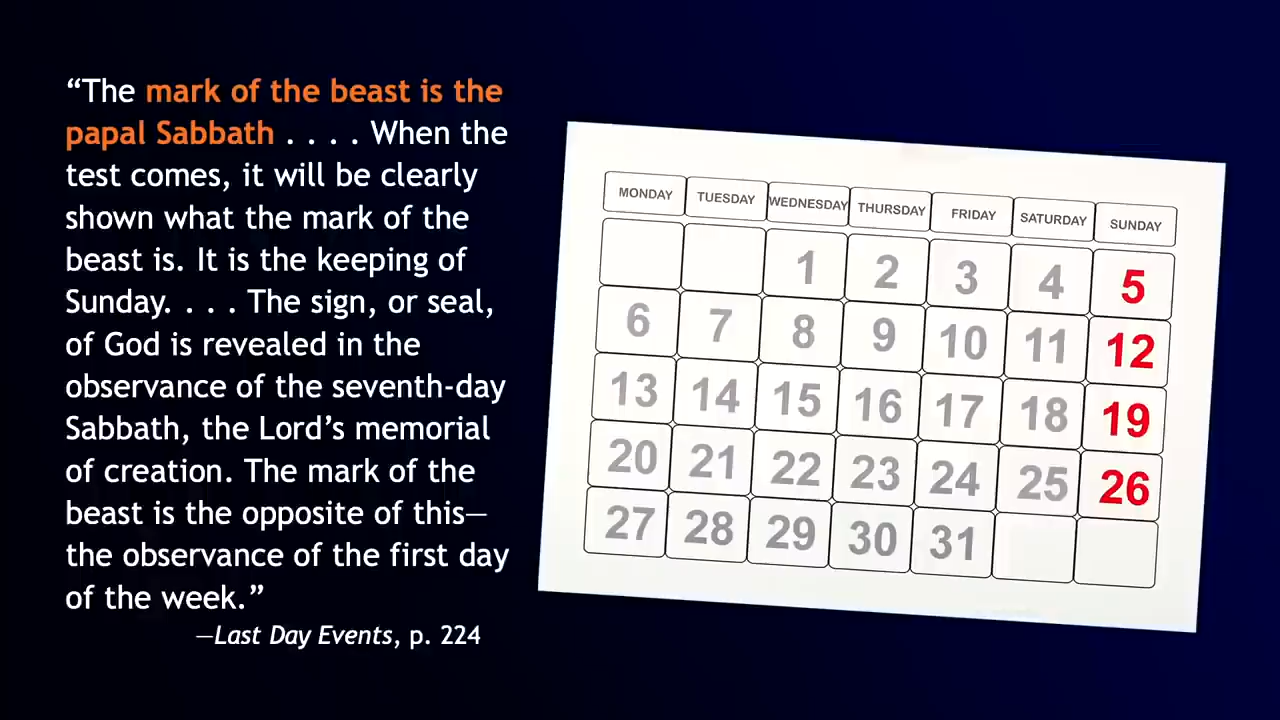 “The mark of the beast is the
papal Sabbath . . . . When the
test comes, it will be clearly
shown what the mark of the
beast is. It is the keeping of
Sunday. . . . The sign, or seal,
of God is revealed in the
observance of the seventh-day
Sabbath, the Lord’s memorial
of creation. The mark of the
beast is the opposite of this—
the observance of the first day
of the week.”
—Last Day Events, p. 224
MONDAY TUESDAY WEDNESDAY THURSDAY FRIDAY SATURDAY SUNDAY
1 2 3 4 5
6 7 8 9 10 11 12
13 14 15 16 17 18 19
20 21 22 23 24 25 26
27 28 29 30 31